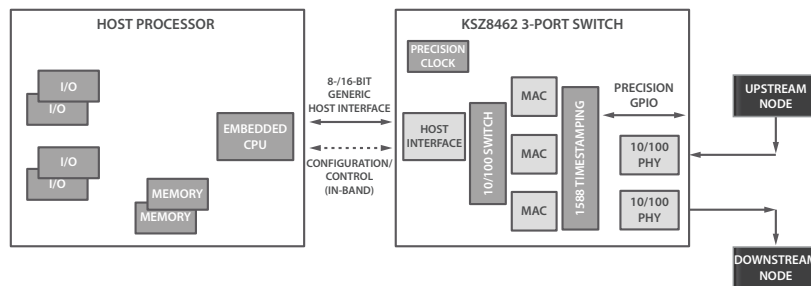 HOST PROCESSOR
I/O
I/O
I/O
I/O
MEMORY
MEMORY
EMBEDDED
CPU
8-/16-BIT
GENERIC
HOST INTERFACE
CONFIGURATION/
CONTROL
(IN-BAND)
KSZ8462 3-PORT SWITCH
PRECISION
CLOCK
HOST
INTERFACE
10/100 SWITCH
MAC
MAC
MAC
1588 TIMESTAMPING
PRECISION
GPIO
10/100
PHY
10/100
PHY
UPSTREAM
NODE
DOWNSTREAM
NODE